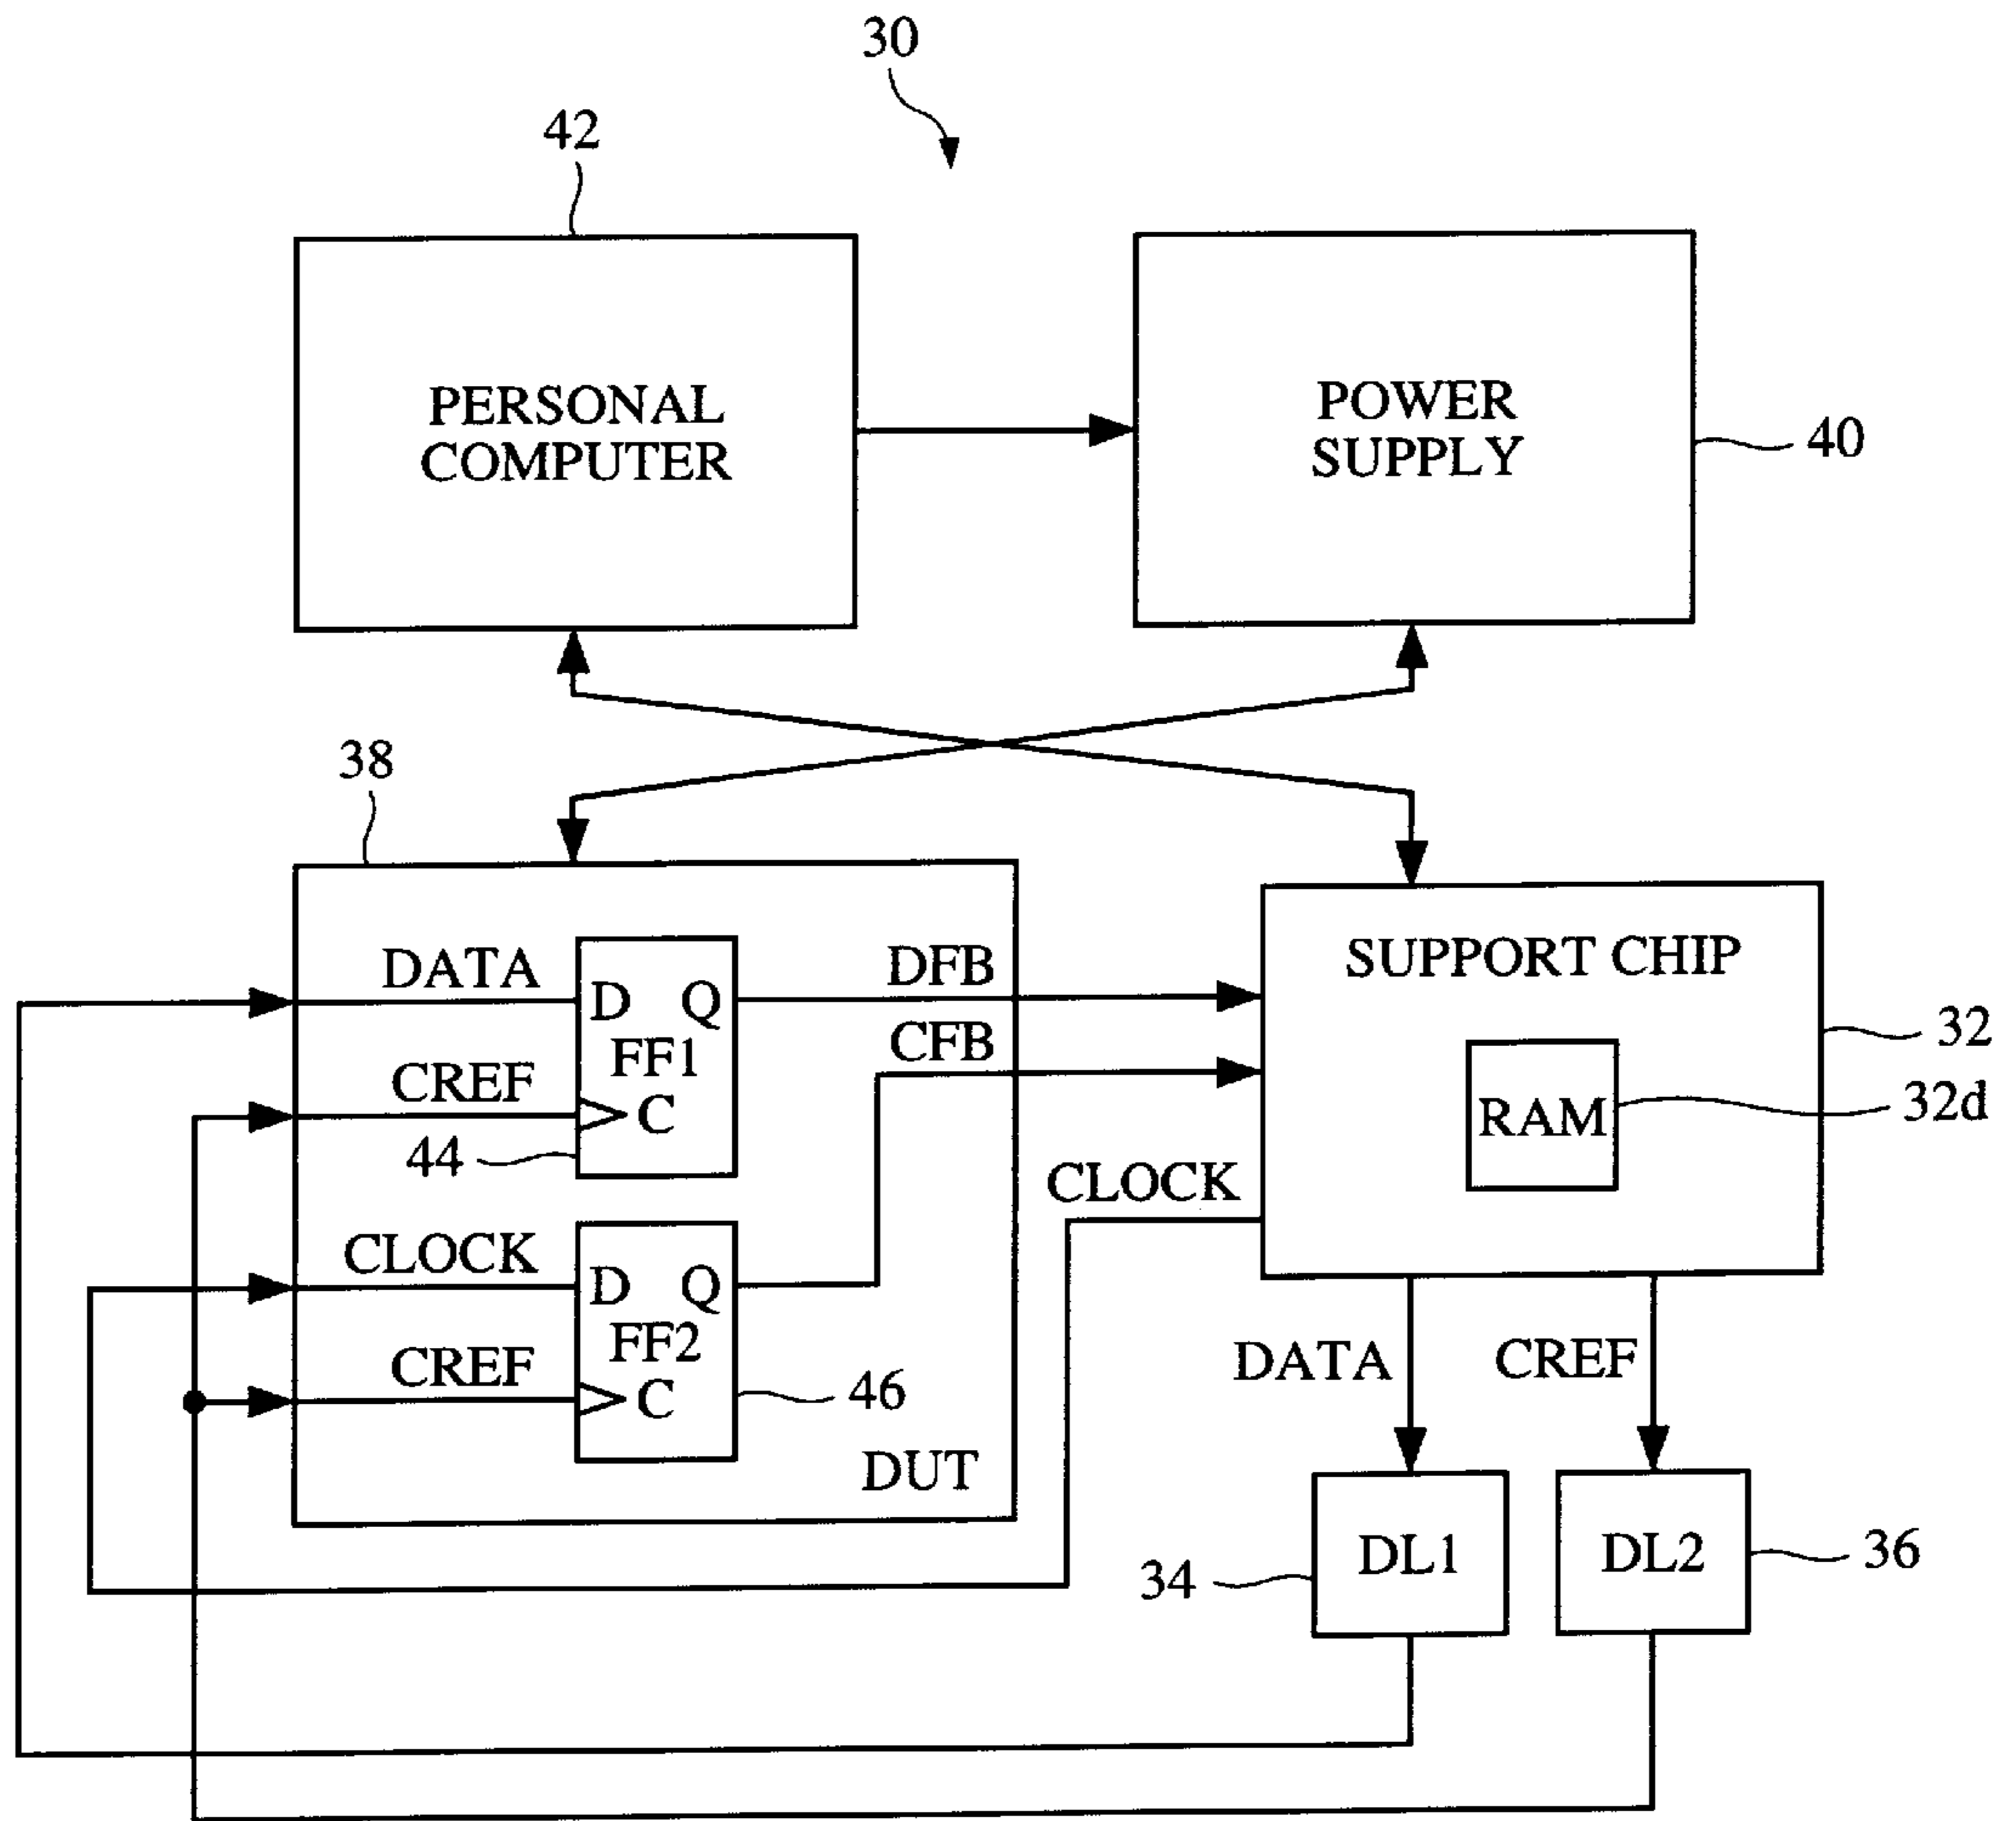 30
42
PERSONAL
COMPUTER
POWER
SUPPLY
40
38
DATA
D Q
FF1
CREF
C
44
DFB
CFB
SUPPORT CHIP
32
RAM
32d
CLOCK
CLOCK
D Q
FF2
CREF
C
46
DUT
DATA
CREF
DL1
34
DL2
36